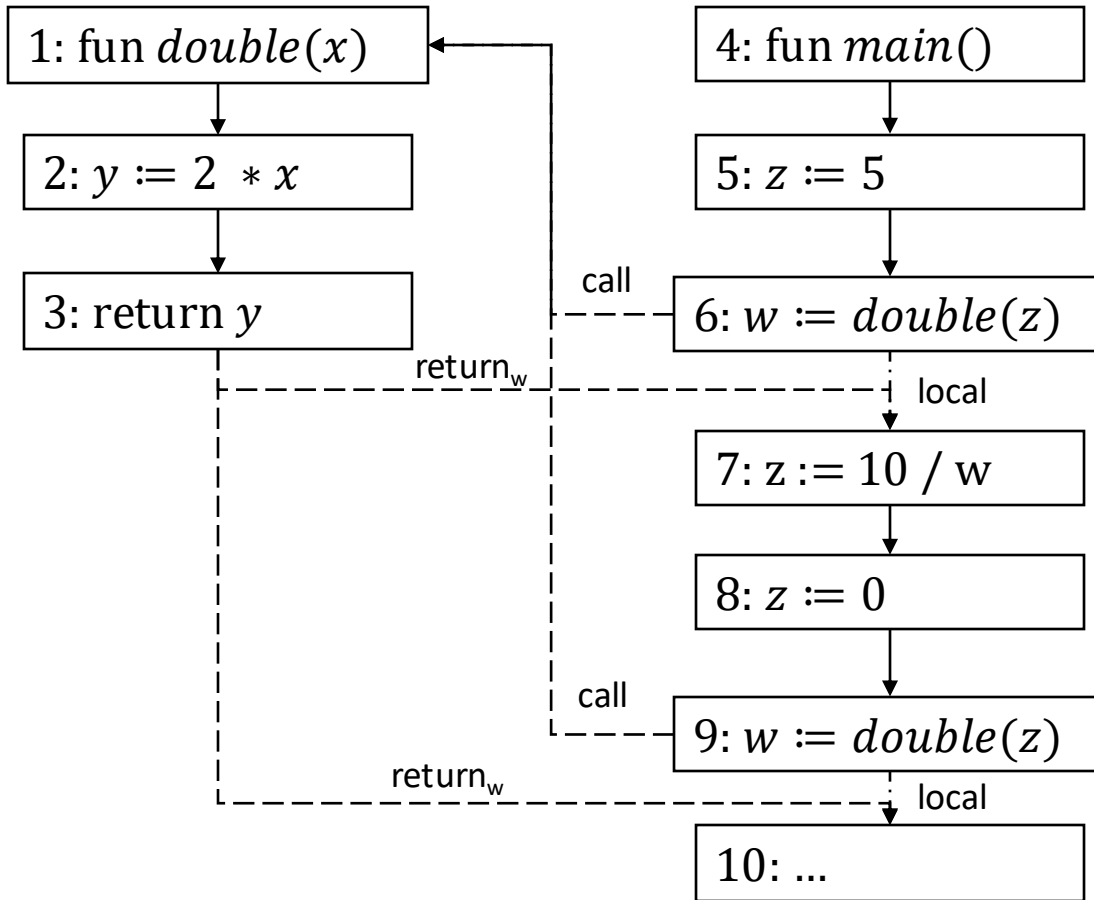 1: fun double(x)
2: y := 2 * x
3: return y
4: fun main()
5: z := 5
call
6: w := double(z)
return_w
local
7: z := 10 / w
8: z := 0
call
9: w := double(z)
return_w
local
10: ...